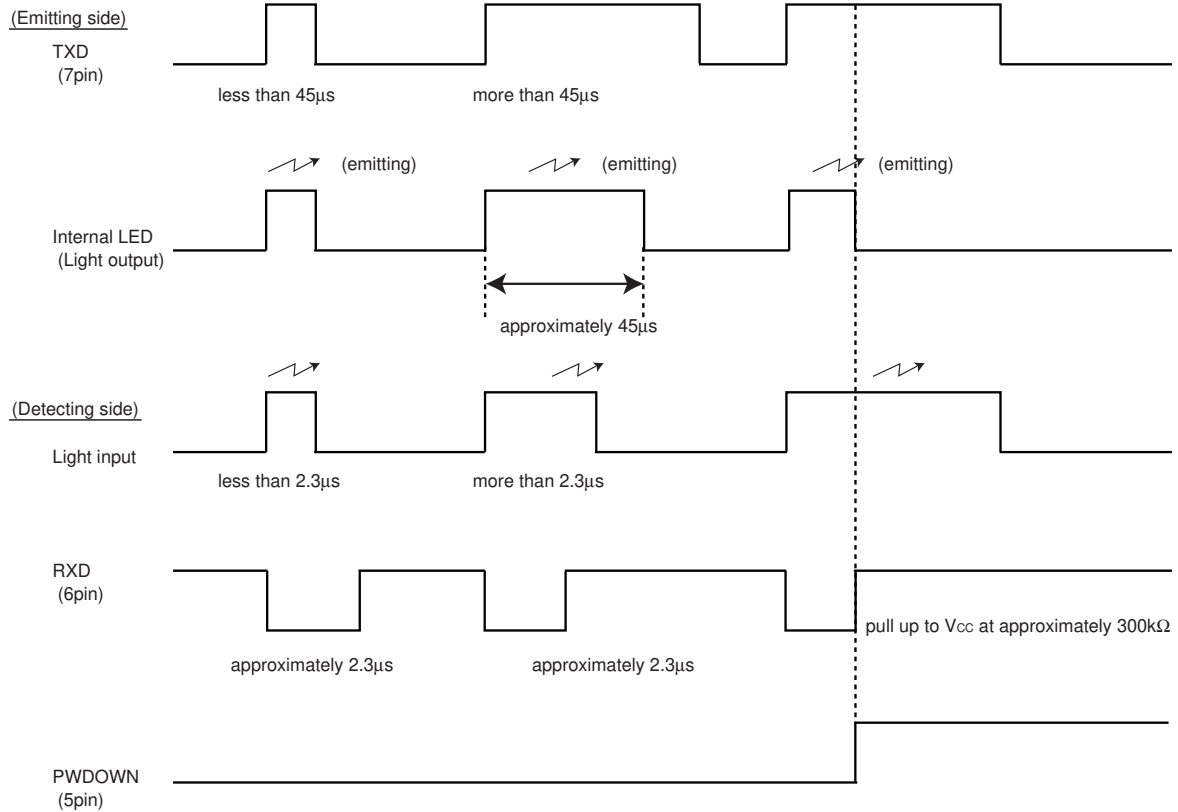 (Emitting side)
TXD
(7pin)
less than 45μs
more than 45μs
(emitting)
(emitting)
(emitting)
Internal LED
(Light output)
approximately 45μs
(Detecting side)
Light input
less than 2.3μs
more than 2.3μs
RXD
(6pin)
pull up to VCC at approximately 300kΩ
approximately 2.3μs
approximately 2.3μs
PWDOWN
(5pin)